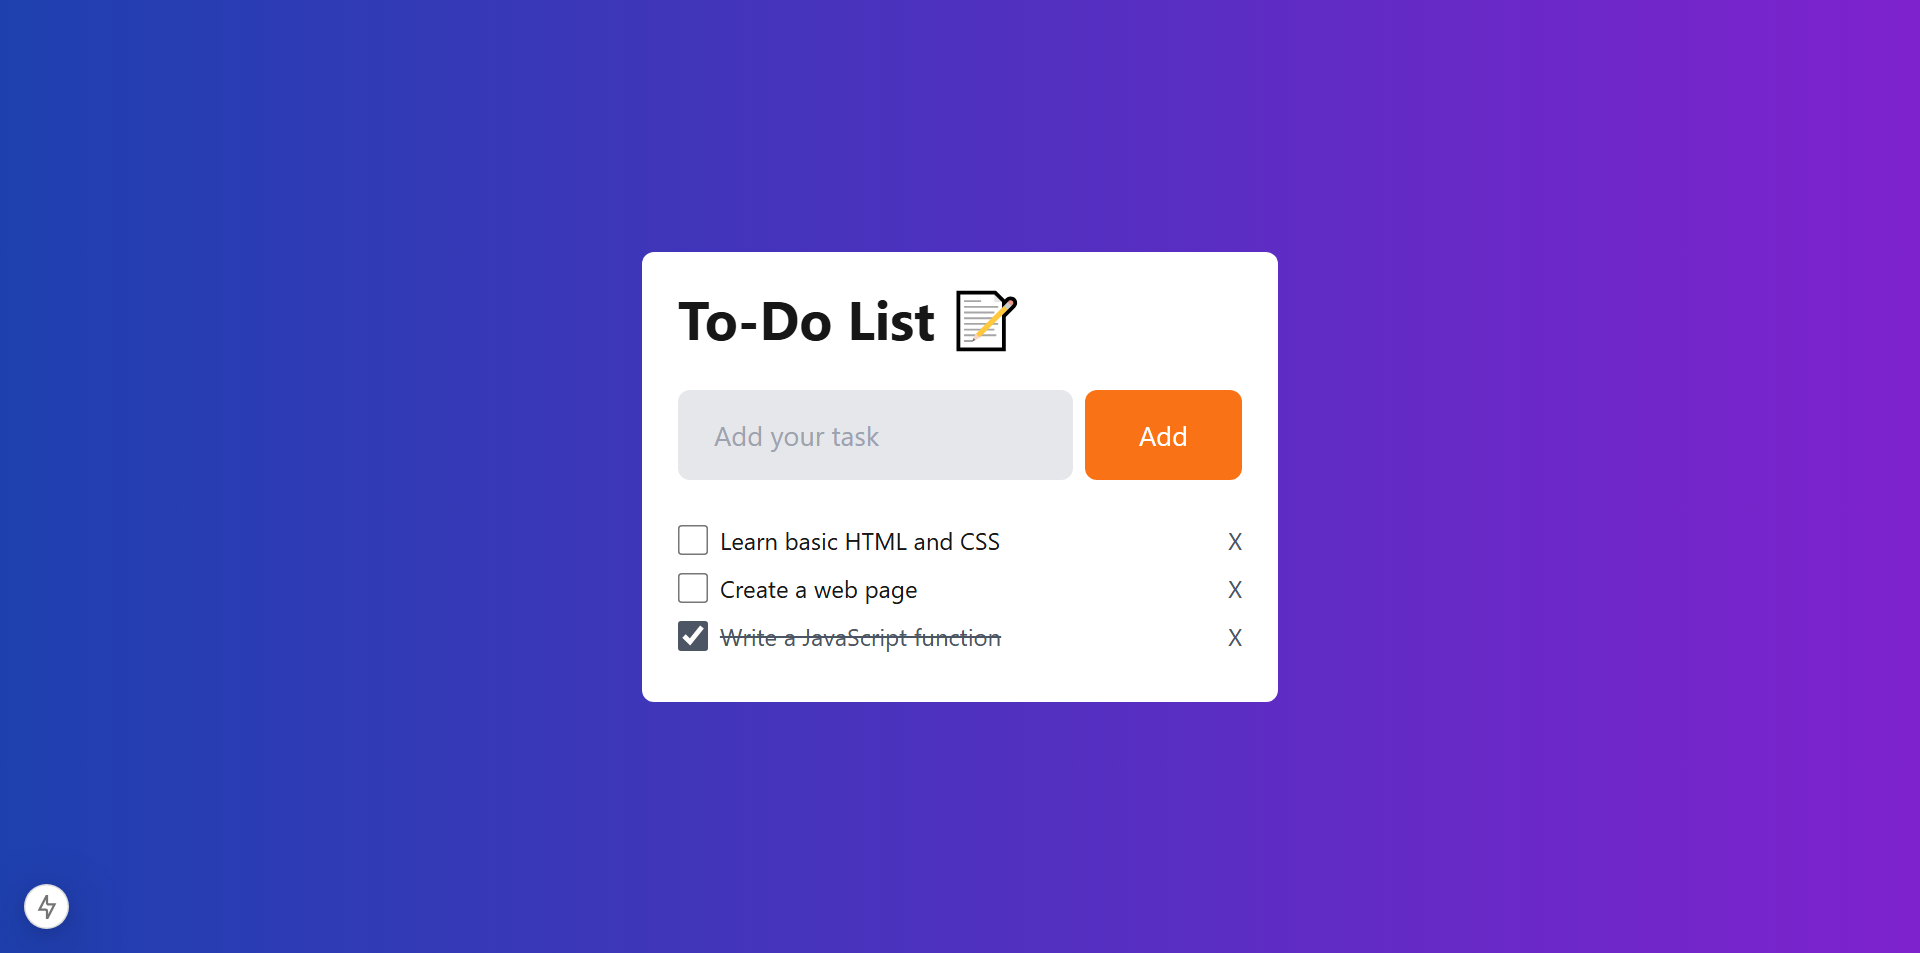 To-Do List 📝
Add your task
Add
Learn basic HTML and CSS X
Create a web page X
Write a JavaScript function X